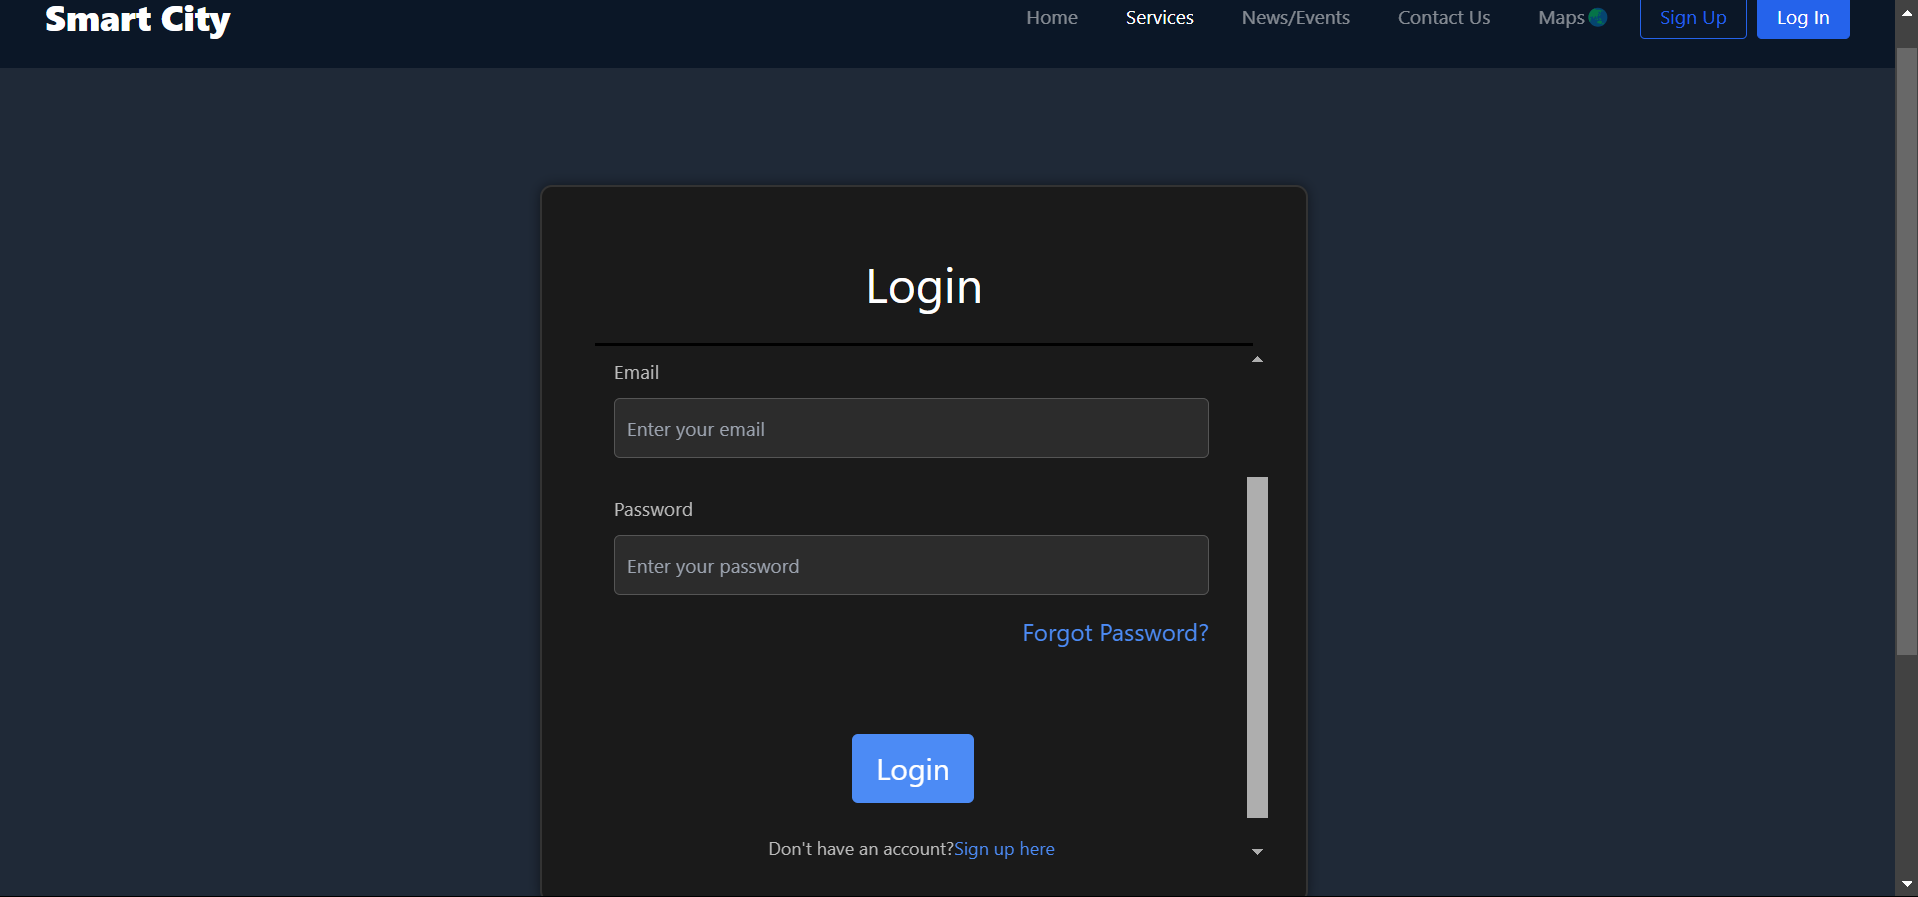 Smart City
Home Services News/Events Contact Us Maps Sign Up Log In
Login
Email
Enter your email
Password
Enter your password
Forgot Password?
Login
Don't have an account?Sign up here